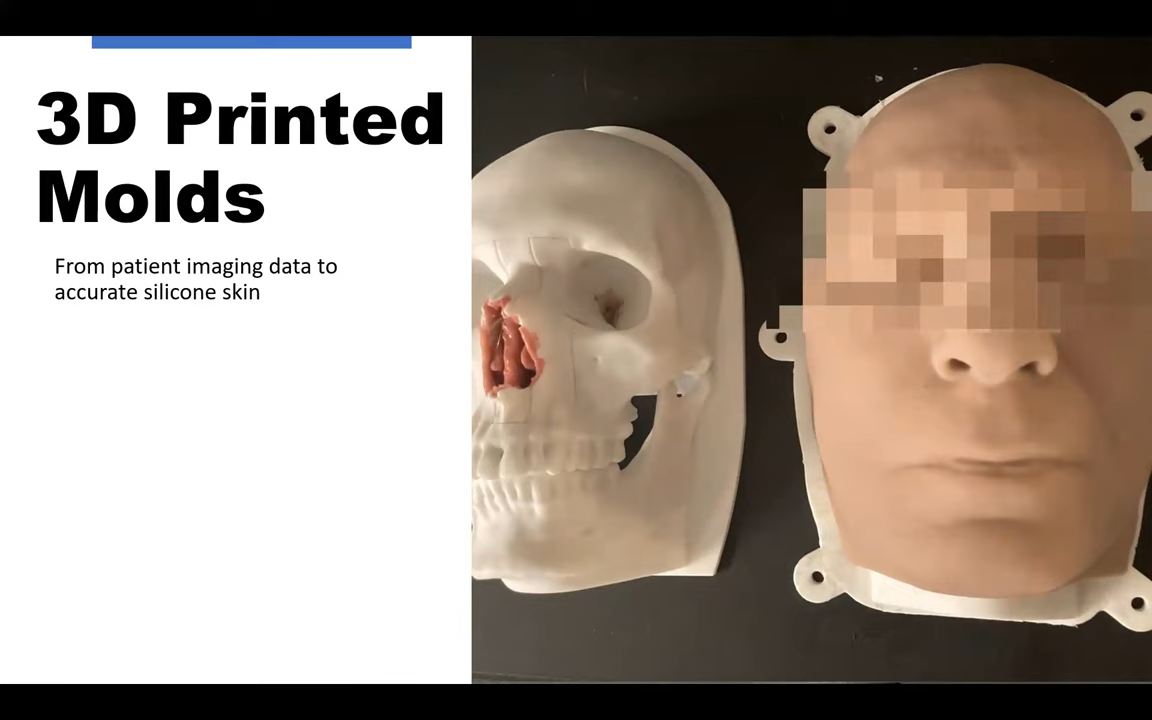 3D Printed
Molds
From patient imaging data to
accurate silicone skin